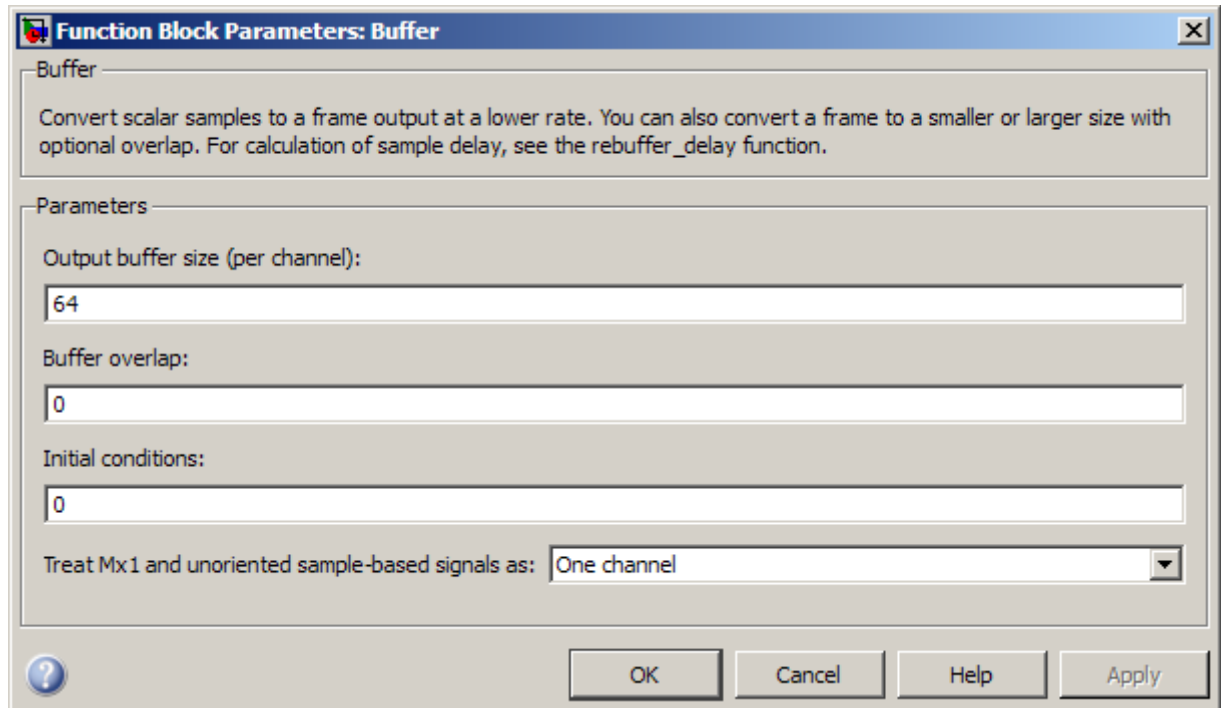 Function Block Parameters: Buffer
Buffer
Convert scalar samples to a frame output at a lower rate. You can also convert a frame to a smaller or larger size with
optional overlap. For calculation of sample delay, see the rebuffer_delay function.
Parameters
Output buffer size (per channel):
64
Buffer overlap:
0
Initial conditions:
0
Treat Mx1 and unoriented sample-based signals as: One channel
OK Cancel Help Apply